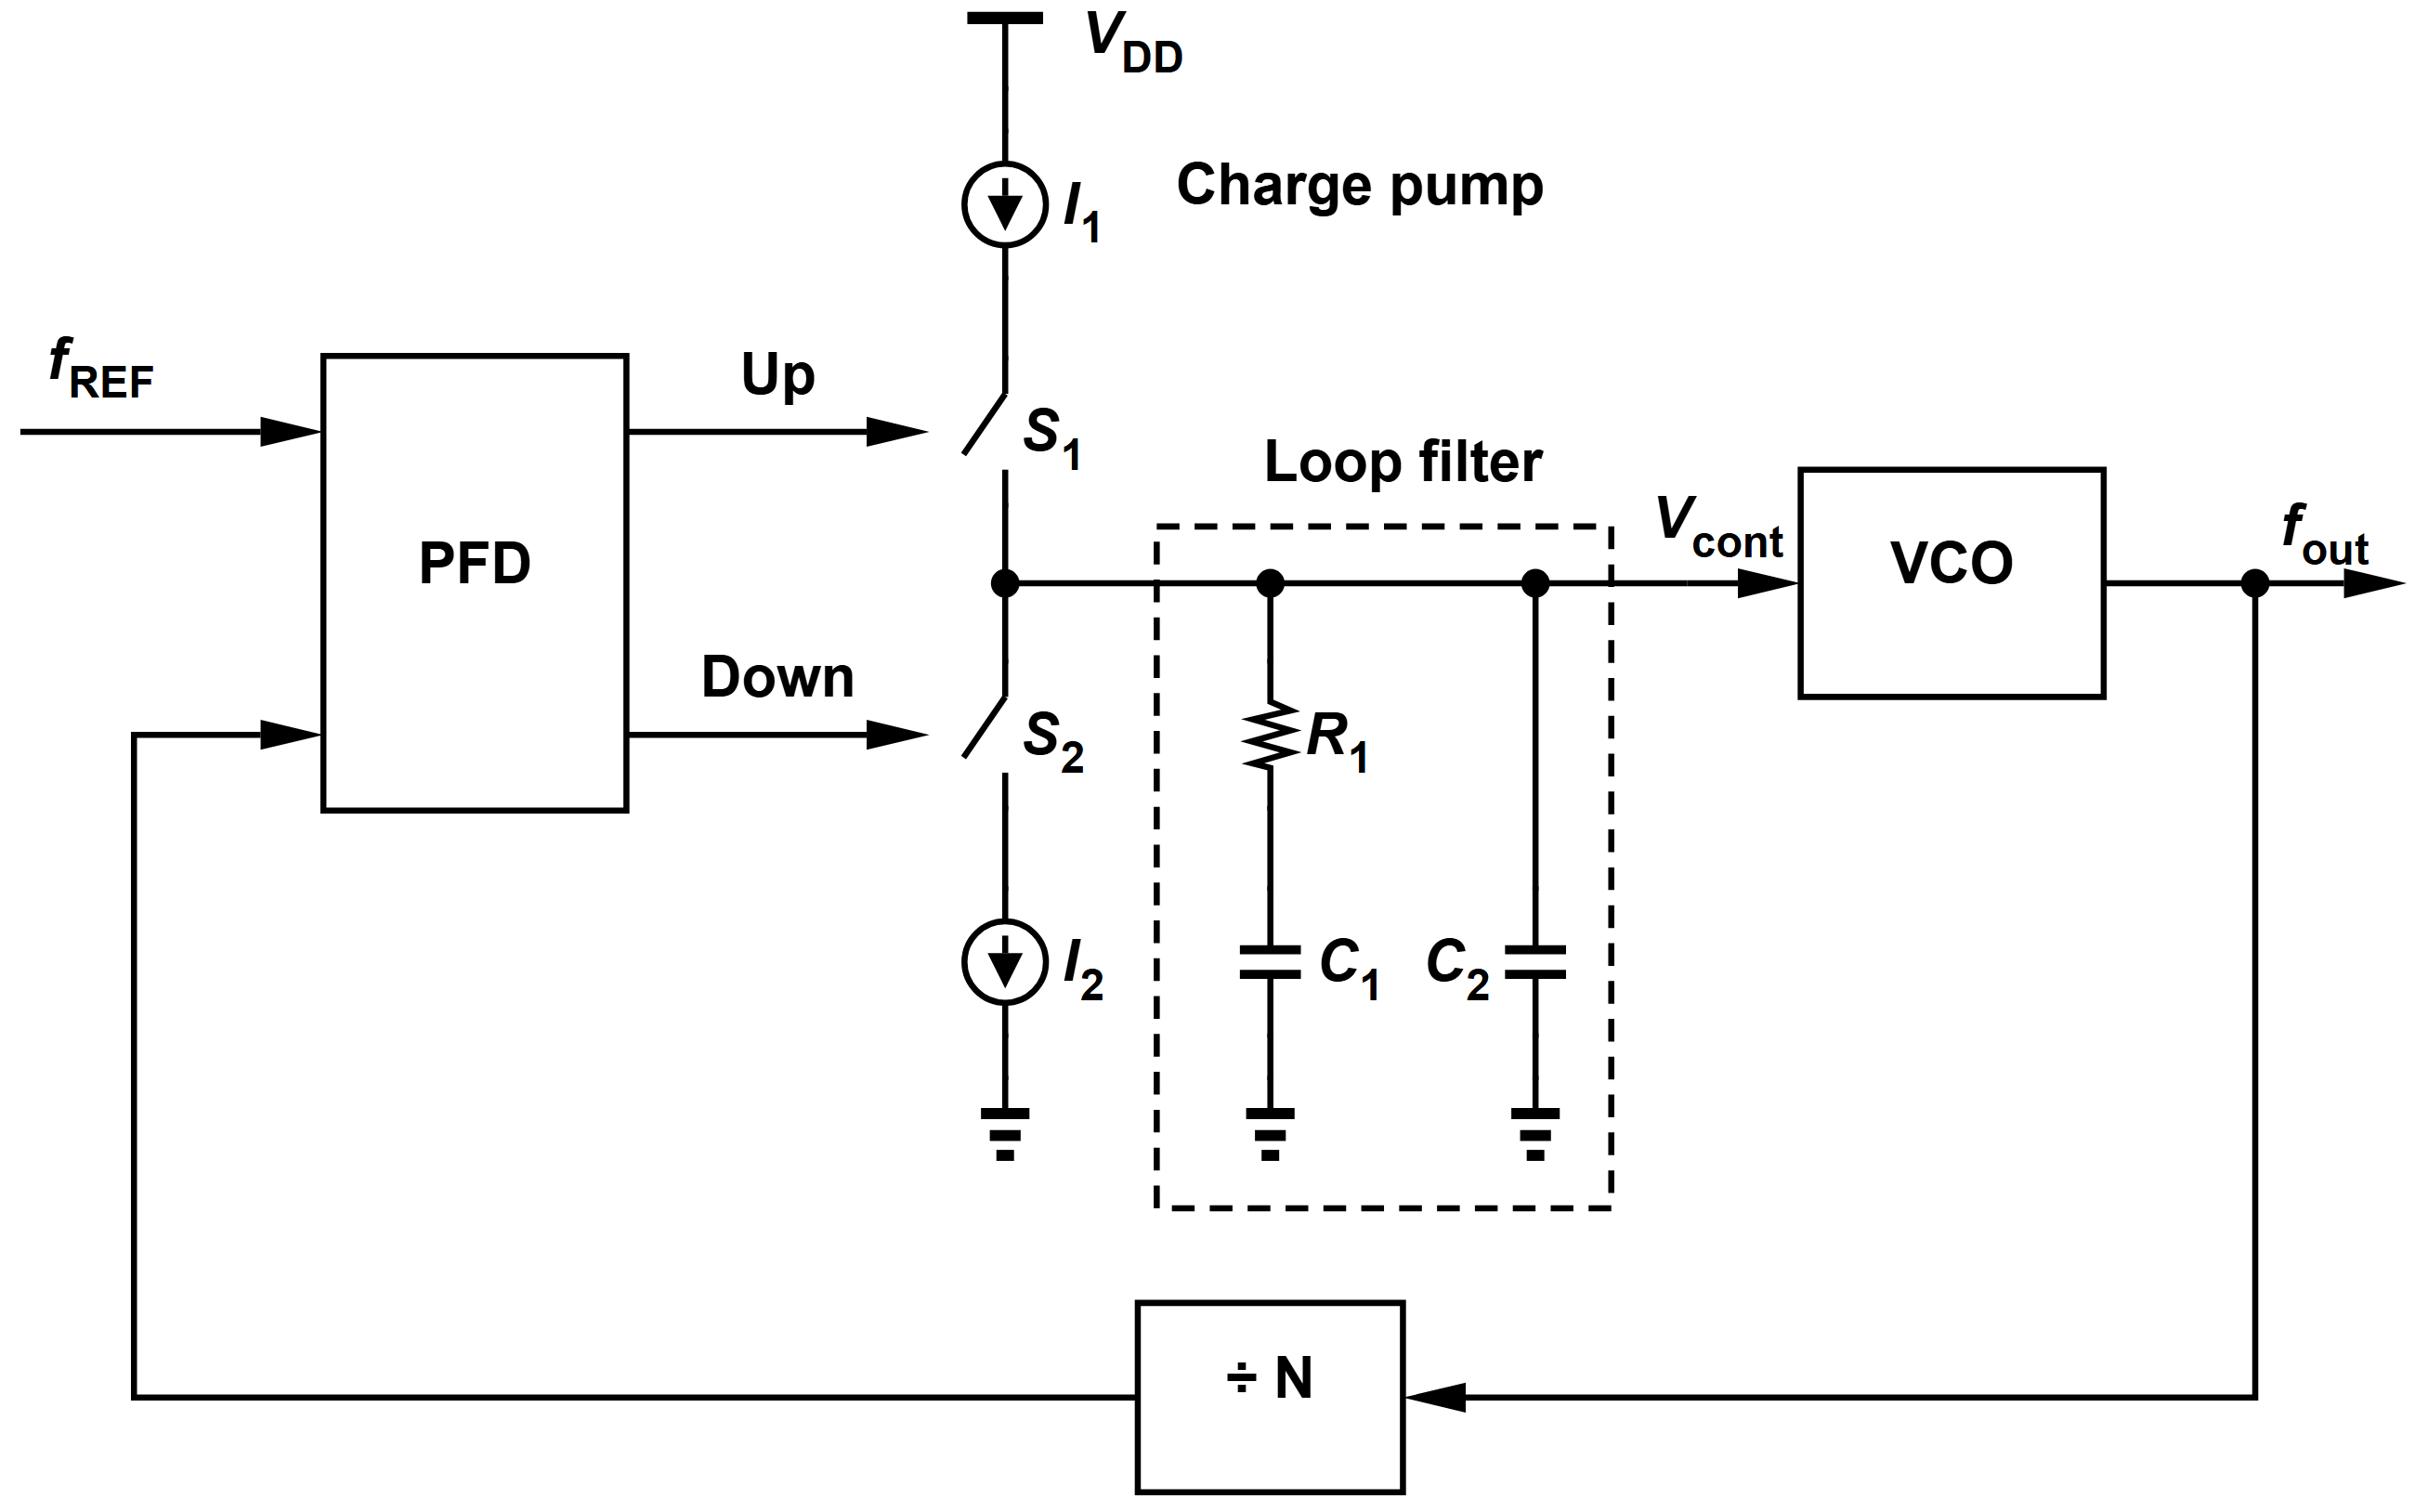 VDD
I1
Charge pump
fREF
Up
S1
Loop filter
Vcont
fout
PFD
VCO
Down
S2
R1
I2
C1
C2
÷ N